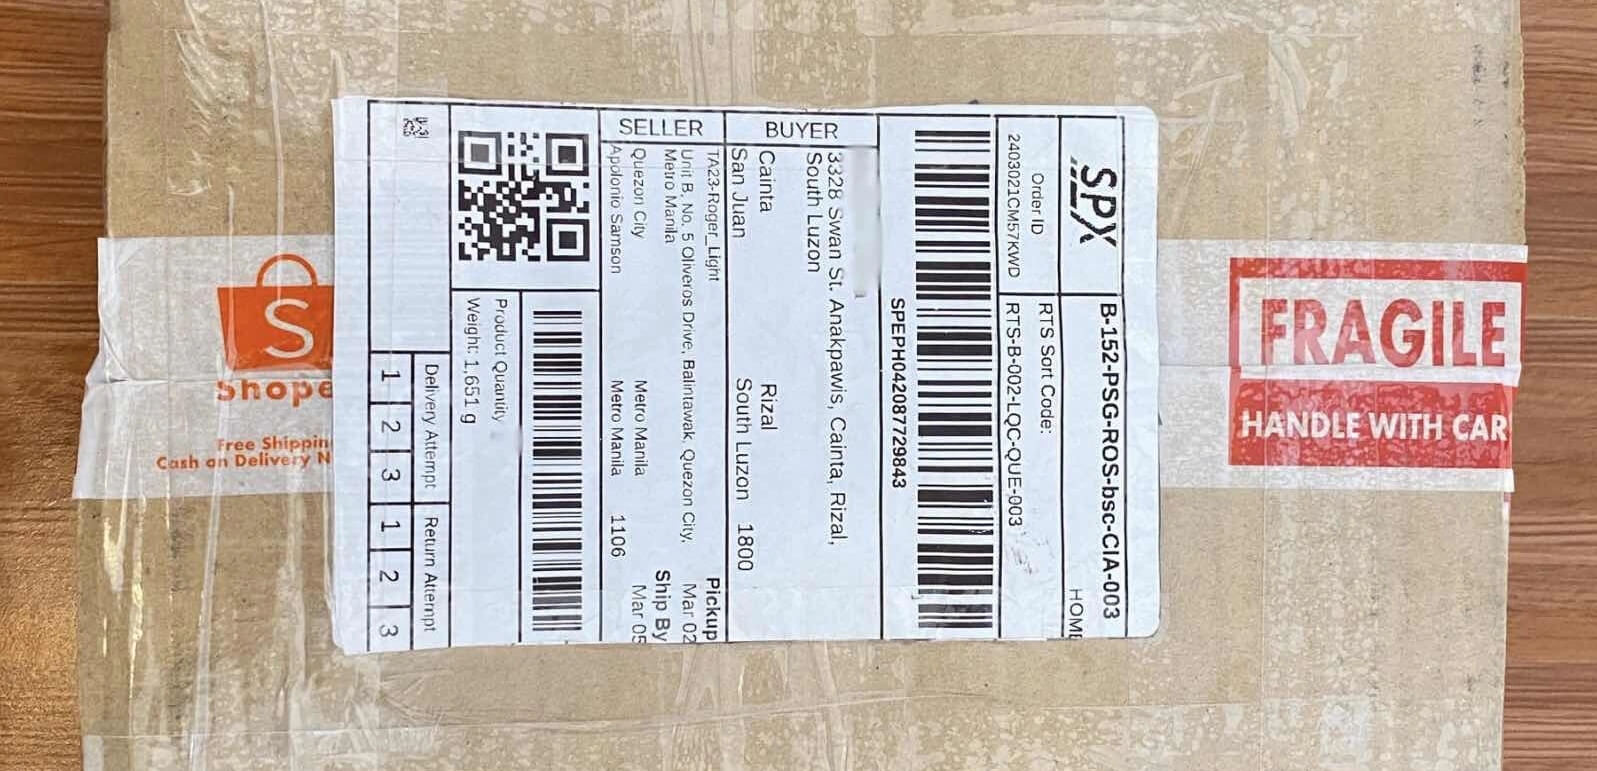 SPX
B-152-PSG-ROS-bsc-CIA-003
HOME
Order ID
2403021CM57KWD
RTS Sort Code:
RTS-B-002-LQC-QUE-003
SPEPH042087729843
BUYER
3328 Swan St. Anakpawis, Cainta, Rizal,
South Luzon
Cainta Rizal
San Juan South Luzon 1800
SELLER
TA23-Roger_Light
Unit B, No. 5 Oliveros Drive, Balintawak, Quezon City,
Metro Manila
Quezon City Metro Manila
Apolonio Samson Metro Manila 1106
Pickup
Mar 02
Ship By
Mar 05
Product Quantity
Weight: 1,651 g
Delivery Attempt Return Attempt
1 2 3 1 2 3
S
Shope
Free Shippin
Cash on Delivery N
FRAGILE
HANDLE WITH CAR